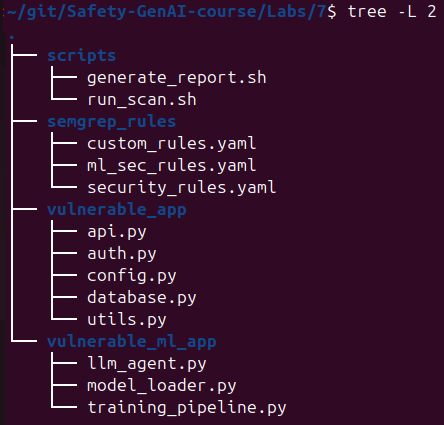 ~/git/Safety-GenAI-course/Labs/7$ tree -L 2
.
├── scripts
│   ├── generate_report.sh
│   └── run_scan.sh
├── semgrep_rules
│   ├── custom_rules.yaml
│   ├── ml_sec_rules.yaml
│   └── security_rules.yaml
├── vulnerable_app
│   ├── api.py
│   ├── auth.py
│   ├── config.py
│   ├── database.py
│   └── utils.py
└── vulnerable_ml_app
    ├── llm_agent.py
    ├── model_loader.py
    └── training_pipeline.py